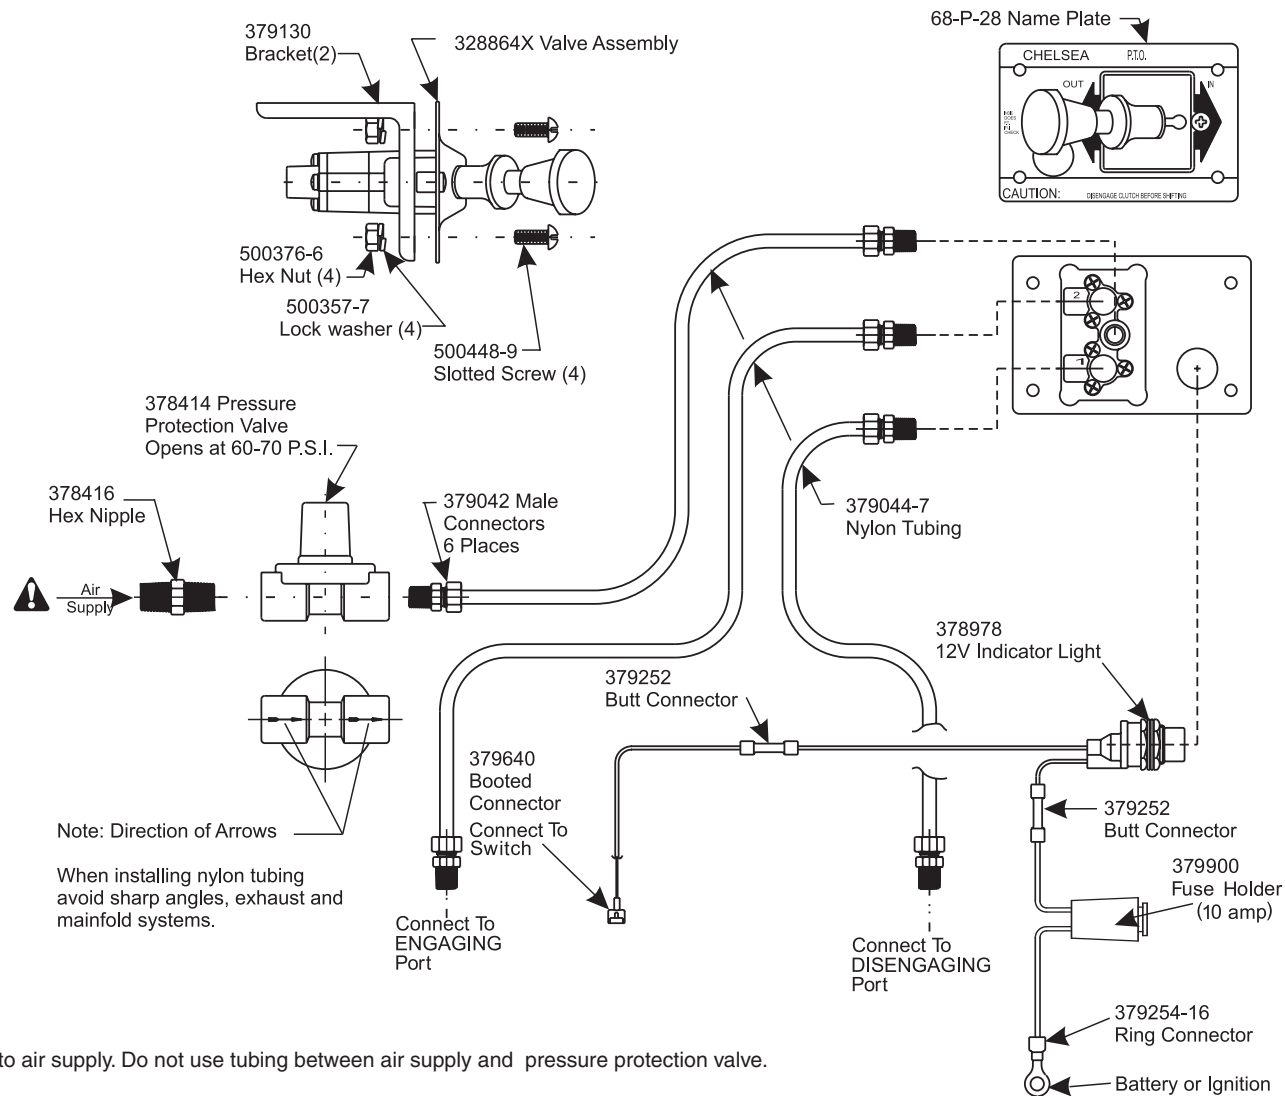 379130
Bracket(2)
328864X Valve Assembly
68-P-28 Name Plate
CHELSEA P.T.O.
OUT
IN
CAUTION: DISENGAGE CLUTCH BEFORE SHIFTING
500376-6
Hex Nut (4)
500357-7
Lock washer (4)
500448-9
Slotted Screw (4)
2
1
378414 Pressure
Protection Valve
Opens at 60-70 P.S.I.
378416
Hex Nipple
379042 Male
Connectors
6 Places
379044-7
Nylon Tubing
Air
Supply
378978
12V Indicator Light
379252
Butt Connector
379640
Booted
Connector
Connect To
Switch
379252
Butt Connector
Note: Direction of Arrows
When installing nylon tubing
avoid sharp angles, exhaust and
mainfold systems.
379900
Fuse Holder
(10 amp)
Connect To
ENGAGING
Port
Connect To
DISENGAGING
Port
379254-16
Ring Connector
to air supply. Do not use tubing between air supply and pressure protection valve.
Battery or Ignition